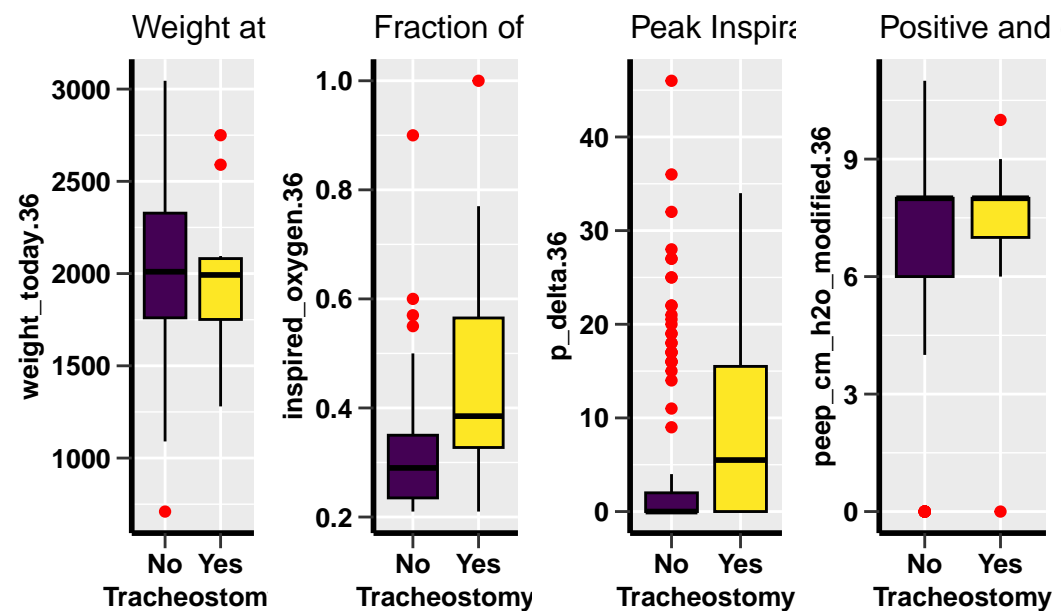 Weight at
Fraction of
Peak Inspira
Positive and
weight_today.36
3000
2500
2000
1500
1000
No Yes
Tracheostom
inspired_oxygen.36
1.0
0.8
0.6
0.4
0.2
No Yes
Tracheostomy
p_delta.36
40
30
20
10
0
No Yes
Tracheostomy
peep_cm_h2o_modified.36
9
6
3
0
No Yes
Tracheostomy